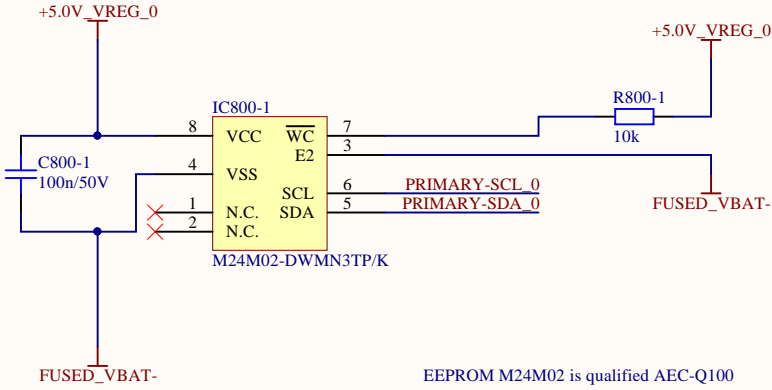 +5.0V_VREG_0
+5.0V_VREG_0
R800-1
10k
IC800-1
8 VCC WC 7
E2 3
C800-1
100n/50V
4 VSS
SCL 6 PRIMARY-SCL_0
1 N.C. SDA 5 PRIMARY-SDA_0
2 N.C.
FUSED_VBAT-
M24M02-DWMN3TP/K
FUSED_VBAT-
EEPROM M24M02 is qualified AEC-Q100